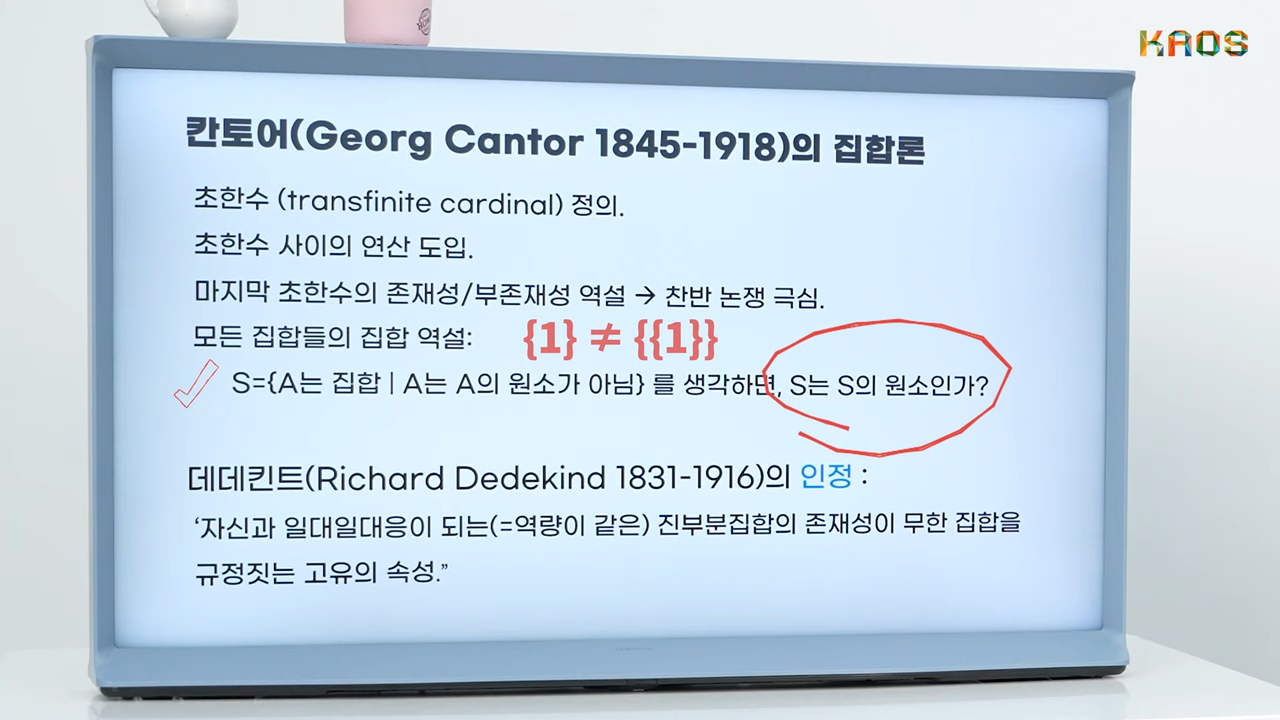 KAOS
칸토어(Georg Cantor 1845-1918)의 집합론
초한수 (transfinite cardinal) 정의.
초한수 사이의 연산 도입.
마지막 초한수의 존재성/부존재성 역설 → 찬반 논쟁 극심.
모든 집합들의 집합 역설: {1} ≠ {{1}}
S={A는 집합 | A는 A의 원소가 아님} 를 생각하면, S는 S의 원소인가?
데데킨트(Richard Dedekind 1831-1916)의 인정 :
‘자신과 일대일대응이 되는(=역량이 같은) 진부분집합의 존재성이 무한 집합을
규정짓는 고유의 속성.”